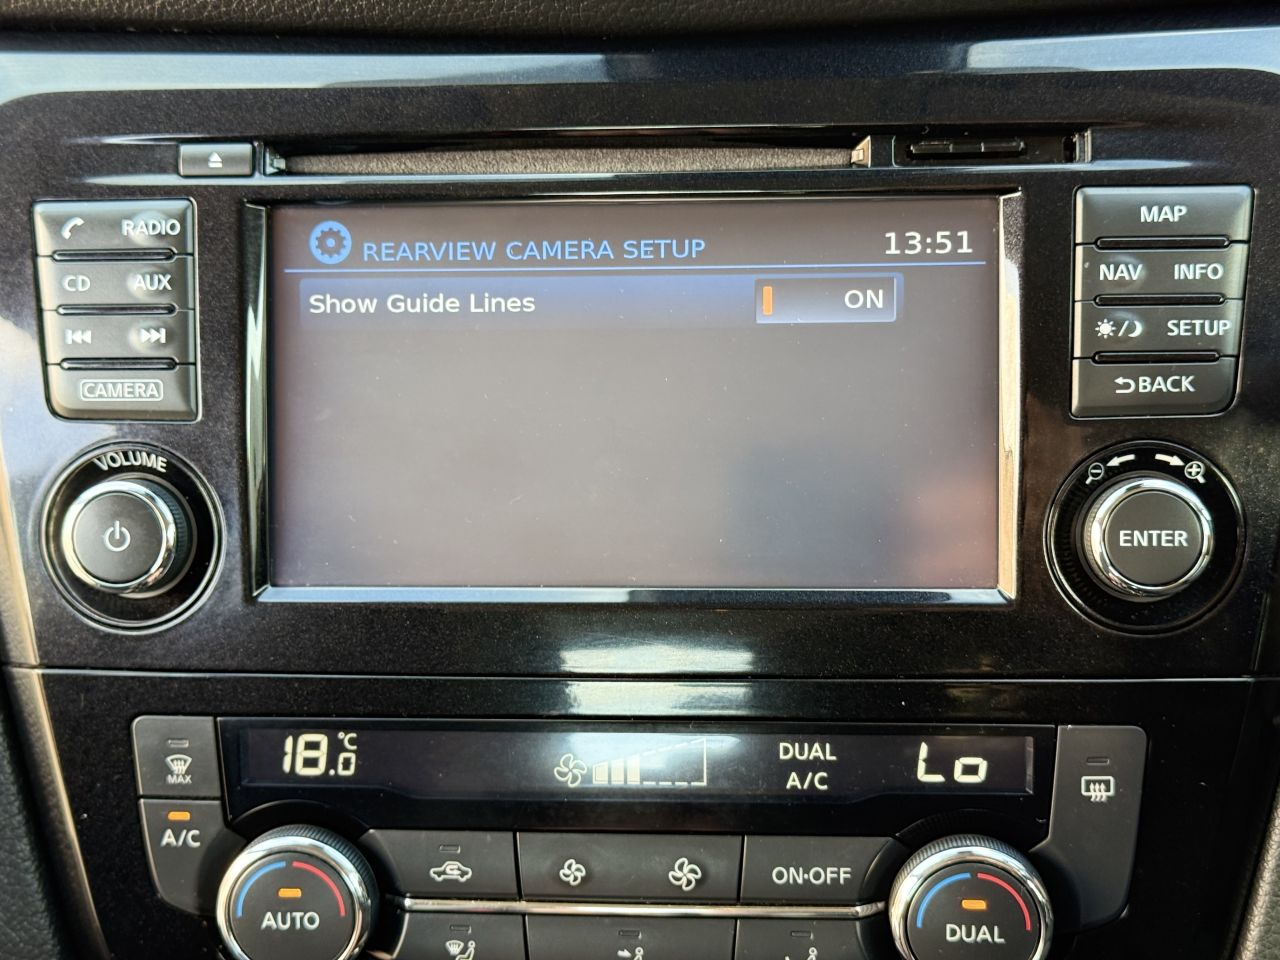 RADIO
CD AUX
CAMERA
VOLUME
REARVIEW CAMERA SETUP 13:51
Show Guide Lines ON
MAP
NAV INFO
SETUP
BACK
ENTER
MAX
A/C
18.0 °C
DUAL
A/C
Lo
AUTO
ON·OFF
DUAL